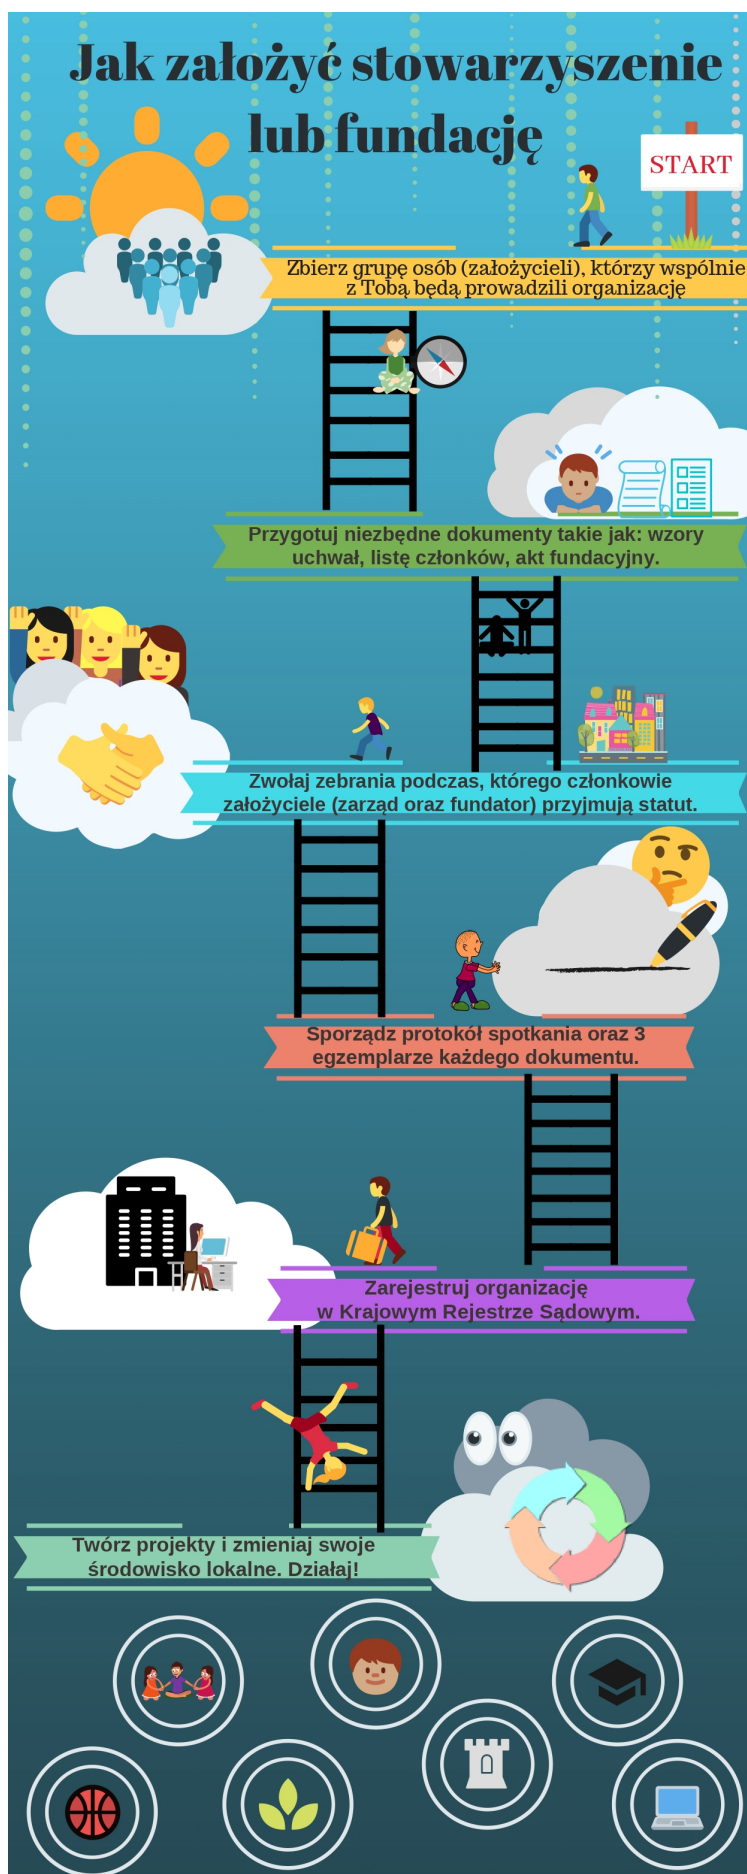 Jak założyć stowarzyszenie
lub fundację
START
Zbierz grupę osób (założycieli), którzy wspólnie
z Tobą będą prowadzili organizację
Przygotuj niezbędne dokumenty takie jak: wzory
uchwał, listę członków, akt fundacyjny.
Zwołaj zebrania podczas, którego członkowie
założyciele (zarząd oraz fundator) przyjmują statut.
Sporządz protokół spotkania oraz 3
egzemplarze każdego dokumentu.
Zarejestruj organizację
w Krajowym Rejestrze Sądowym.
Twórz projekty i zmieniaj swoje
środowisko lokalne. Działaj!